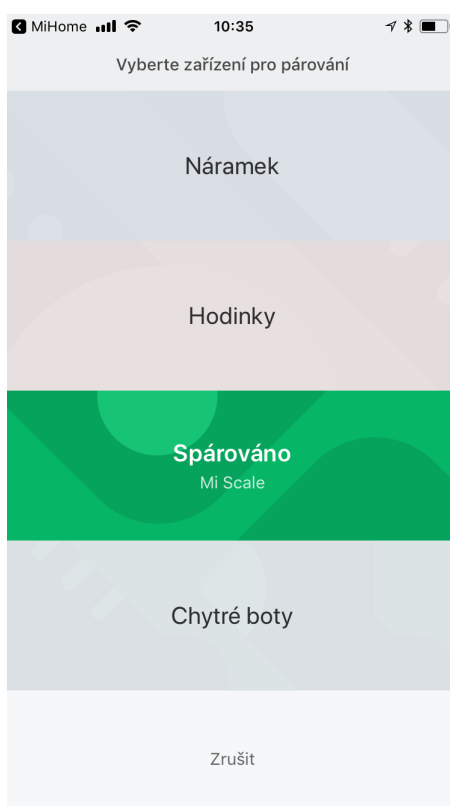 MiHome 10:35
Vyberte zařízení pro párování
Náramek
Hodinky
Spárováno
Mi Scale
Chytré boty
Zrušit